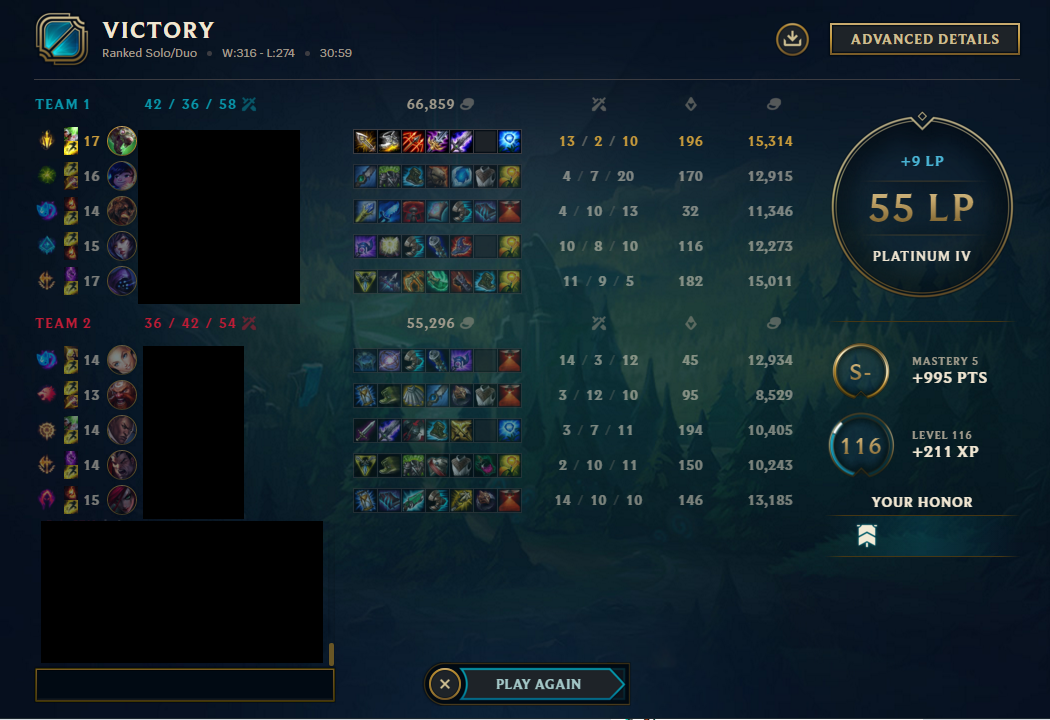 VICTORY
Ranked Solo/Duo • W:316 - L:274 • 30:59
ADVANCED DETAILS
TEAM 1 42 / 36 / 58 66,859
17 13 / 2 / 10 196 15,314
16 4 / 7 / 20 170 12,915
14 4 / 10 / 13 32 11,346
15 10 / 8 / 10 116 12,273
17 11 / 9 / 5 182 15,011
TEAM 2 36 / 42 / 54 55,296
14 14 / 3 / 12 45 12,934
13 3 / 12 / 10 95 8,529
14 3 / 7 / 11 194 10,405
14 2 / 10 / 11 150 10,243
15 14 / 10 / 10 146 13,185
+9 LP
55 LP
PLATINUM IV
S-
MASTERY 5
+995 PTS
116
LEVEL 116
+211 XP
YOUR HONOR
PLAY AGAIN